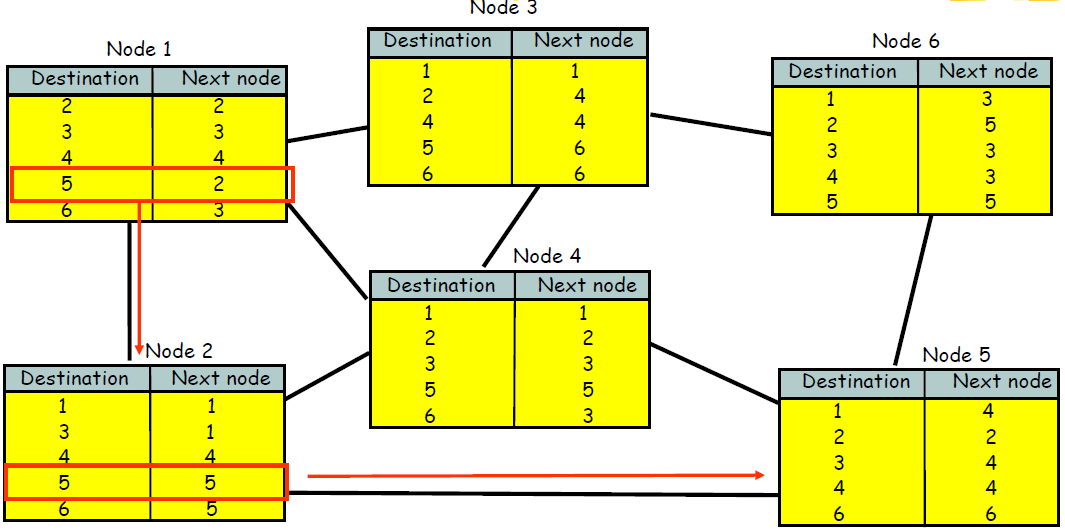 Node 3
Destination Next node
1 1
2 4
4 4
5 6
6 6
Node 1
Destination Next node
2 2
3 3
4 4
5 2
6 3
Node 6
Destination Next node
1 3
2 5
3 3
4 3
5 5
Node 4
Destination Next node
1 1
2 2
3 3
5 5
6 3
Node 2
Destination Next node
1 1
3 1
4 4
5 5
6 5
Node 5
Destination Next node
1 4
2 2
3 4
4 4
6 6